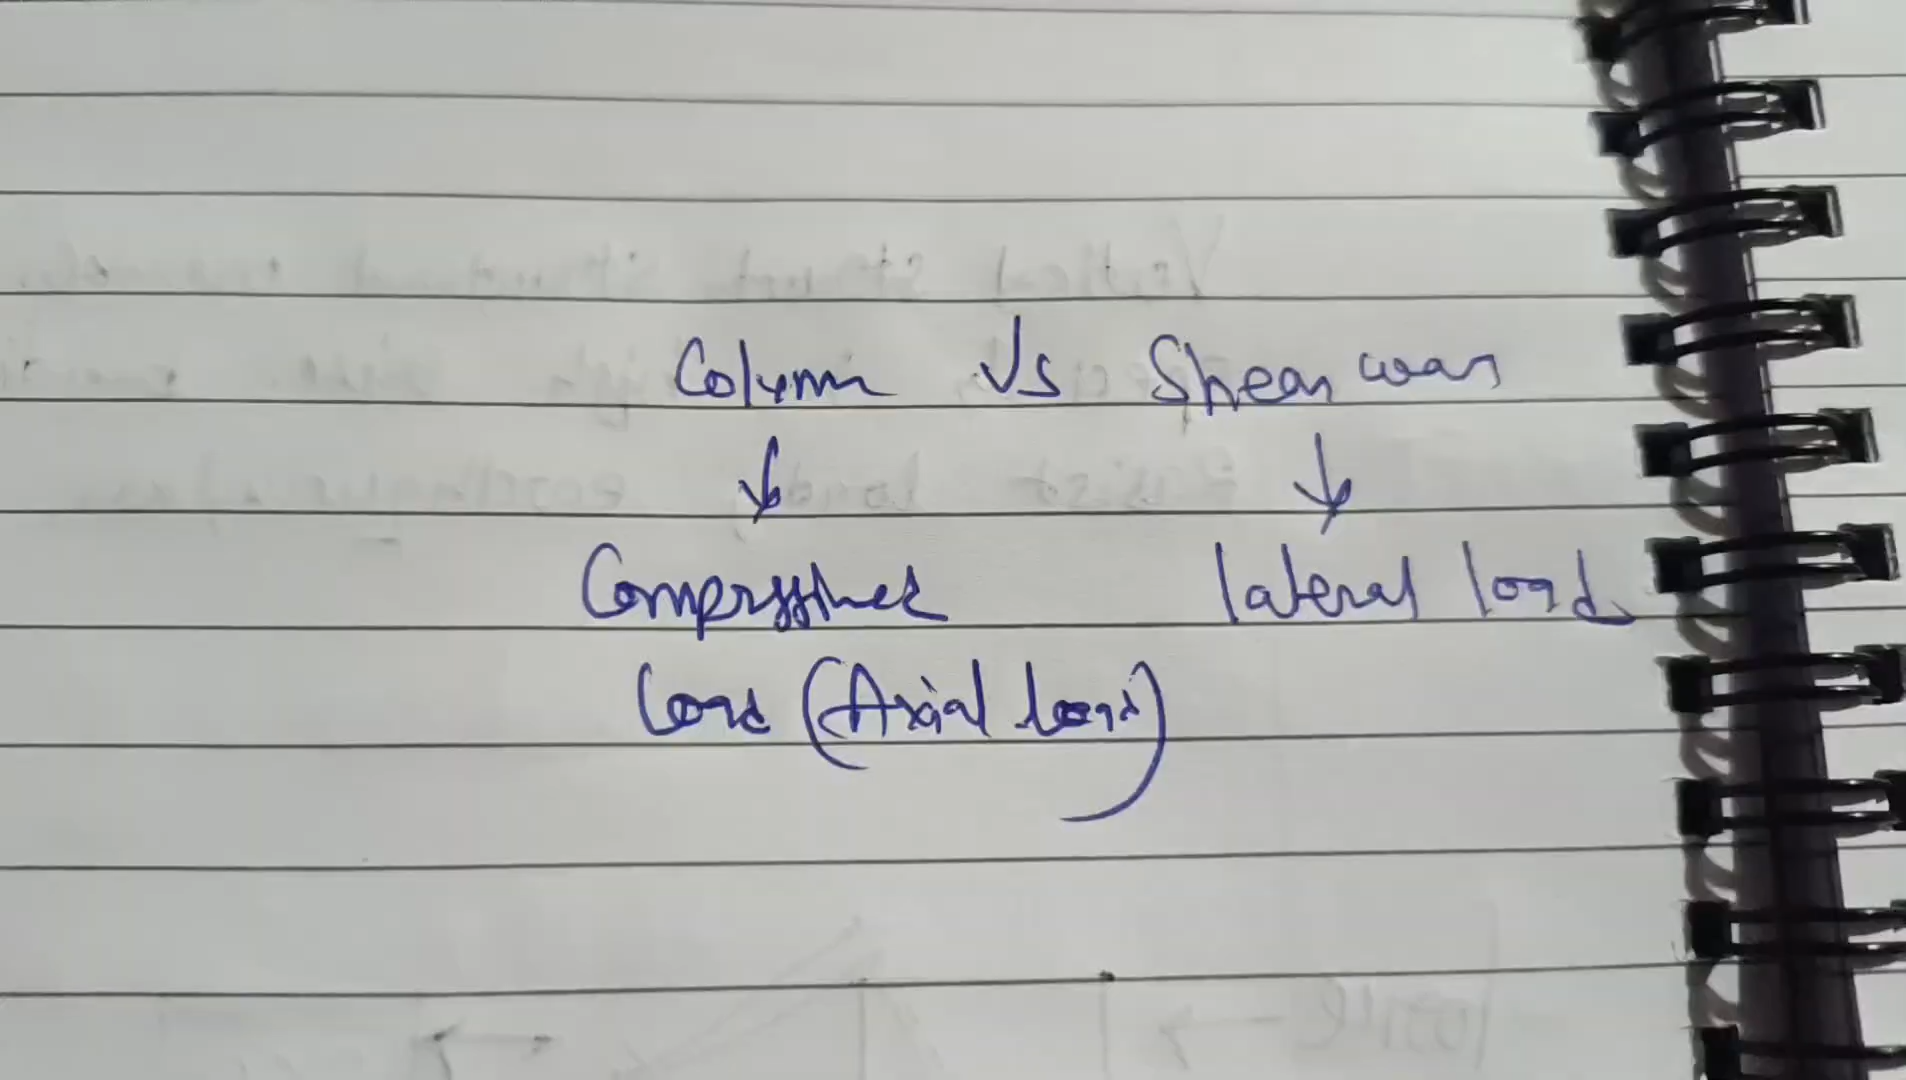 Column Vs Shear wall
↓ ↓
Compressive lateral load
load (Axial load)